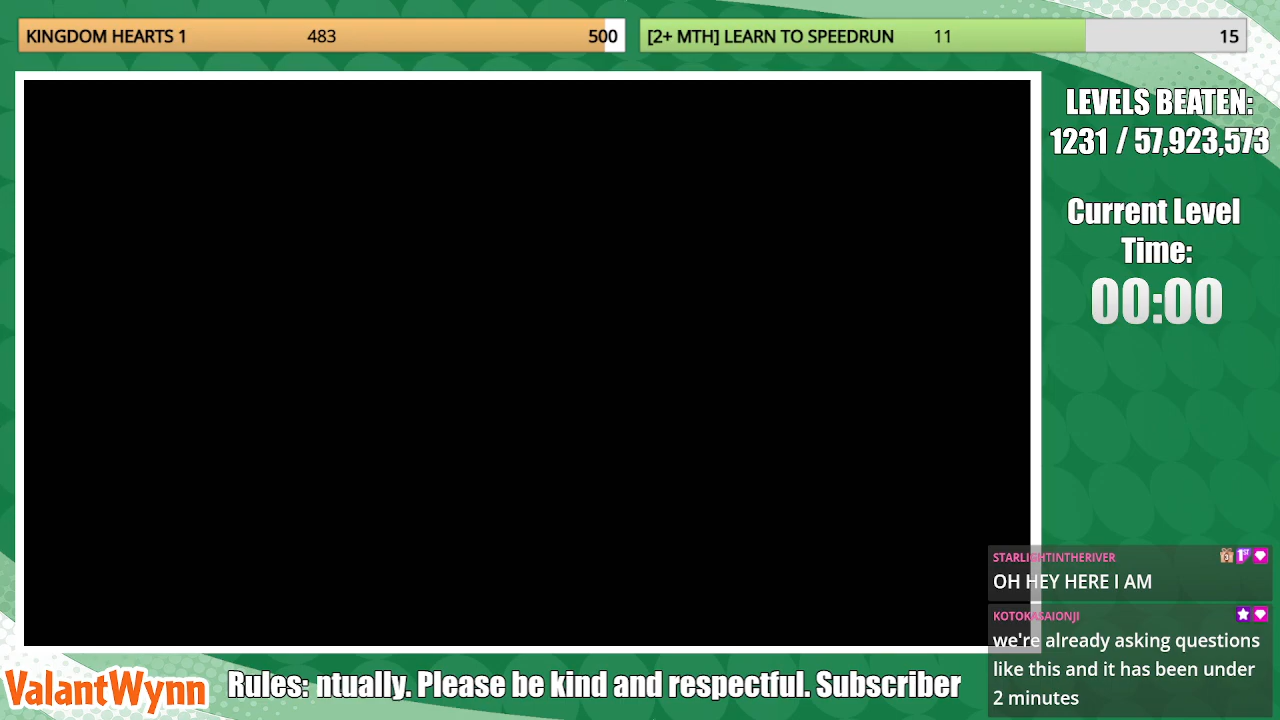 KINGDOM HEARTS 1 483 500
[2+ MTH] LEARN TO SPEEDRUN 11 15
LEVELS BEATEN:
1231 / 57,923,573
Current Level
Time:
00:00
STARLIGHTINTHERIVER
OH HEY HERE I AM
KOTOKASAIONJI
we're already asking questions
like this and it has been under
2 minutes
ValantWynn
Rules: ntually. Please be kind and respectful. Subscriber